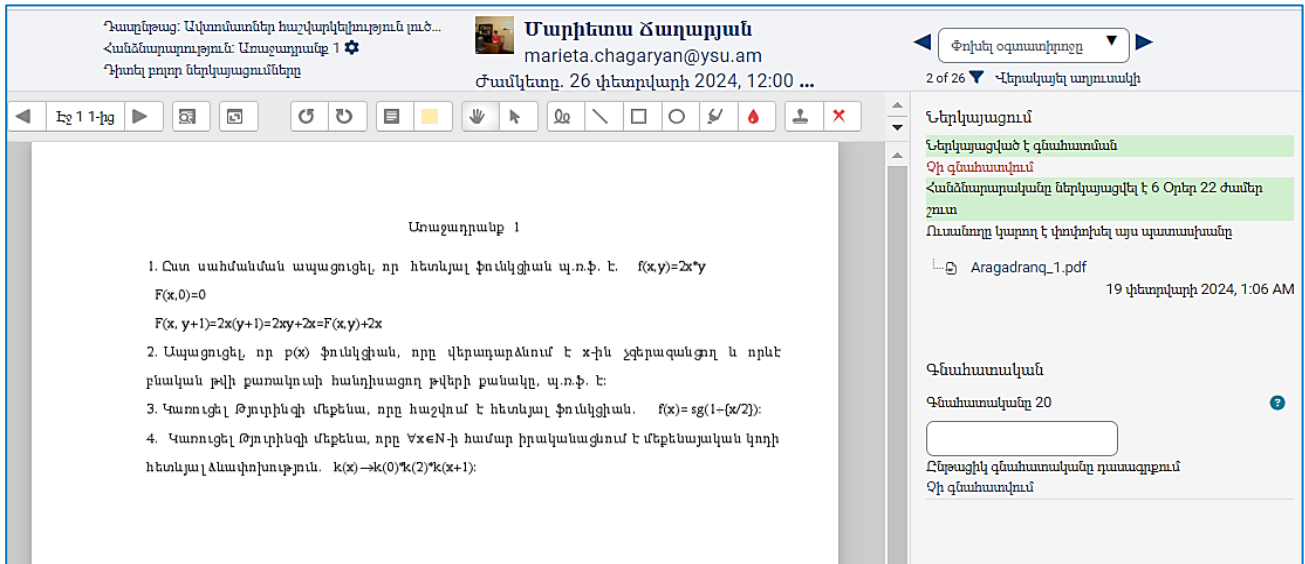 Դասընթաց: Ավտոմատներ հաշվարկելիություն լուծ...
Հանձնարարություն: Առաջադրանք 1
Դիտել բոլոր ներկայացումները
Մարիետա Ճաղարյան
marieta.chagaryan@ysu.am
Ժամկետը. 26 փետրվարի 2024, 12:00 ...
Փոխել օգտատիրոջը
2 of 26 Վերակայել աղյուսակի
Էջ 1 1-ից
Առաջադրանք 1
1. Ըստ սահմանման ապացուցել, որ հետևյալ ֆունկցիան պ.ռ.ֆ. է. f(x,y)=2x*y
F(x,0)=0
F(x, y+1)=2x(y+1)=2xy+2x=F(x,y)+2x
2. Ապացուցել, որ p(x) ֆունկցիան, որը վերադարձնում է x-ին չգերազանցող և որևէ
բնական թվի քառակուսի հանդիսացող թվերի քանակը, պ.ռ.ֆ. է:
3. Կառուցել Թյուրինգի մեքենա, որը հաշվում է հետևյալ ֆունկցիան. f(x)= sg(1÷{x/2}):
4. Կառուցել Թյուրինգի մեքենա, որը ∀x∈N-ի համար իրականացնում է մեքենայական կոդի
հետևյալ ձևափոխություն. k(x)→k(0)*k(2)*k(x+1):
Ներկայացում
Ներկայացված է գնահատման
Չի գնահատվում
Հանձնարարականը ներկայացվել է 6 Օրեր 22 ժամեր
շուտ
Ուսանողը կարող է փոփոխել այս պատասխանը
Aragadranq_1.pdf
19 փետրվարի 2024, 1:06 AM
Գնահատական
Գնահատականը 20
Ընթացիկ գնահատականը դասագրքում
Չի գնահատվում